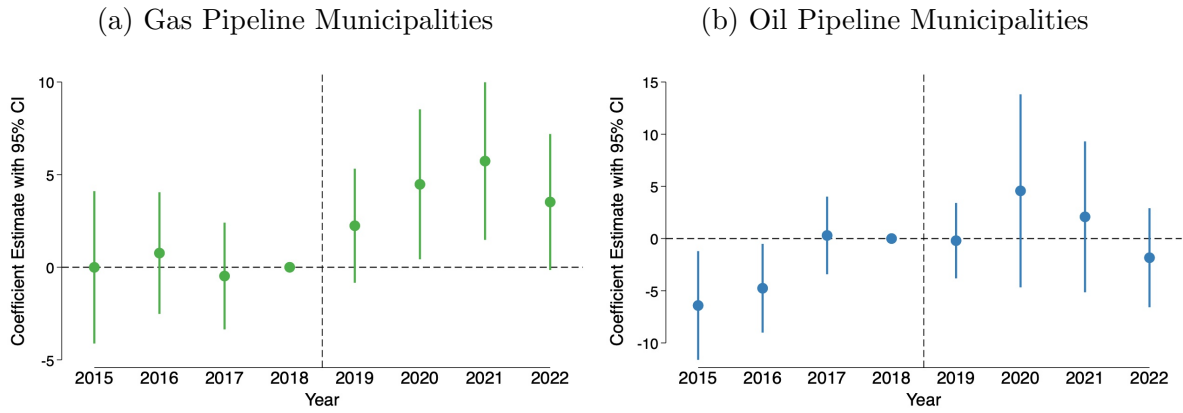 (a) Gas Pipeline Municipalities
Coefficient Estimate with 95% CI
10
5
0
-5
2015 2016 2017 2018 2019 2020 2021 2022
Year
(b) Oil Pipeline Municipalities
Coefficient Estimate with 95% CI
15
10
5
0
-5
-10
2015 2016 2017 2018 2019 2020 2021 2022
Year